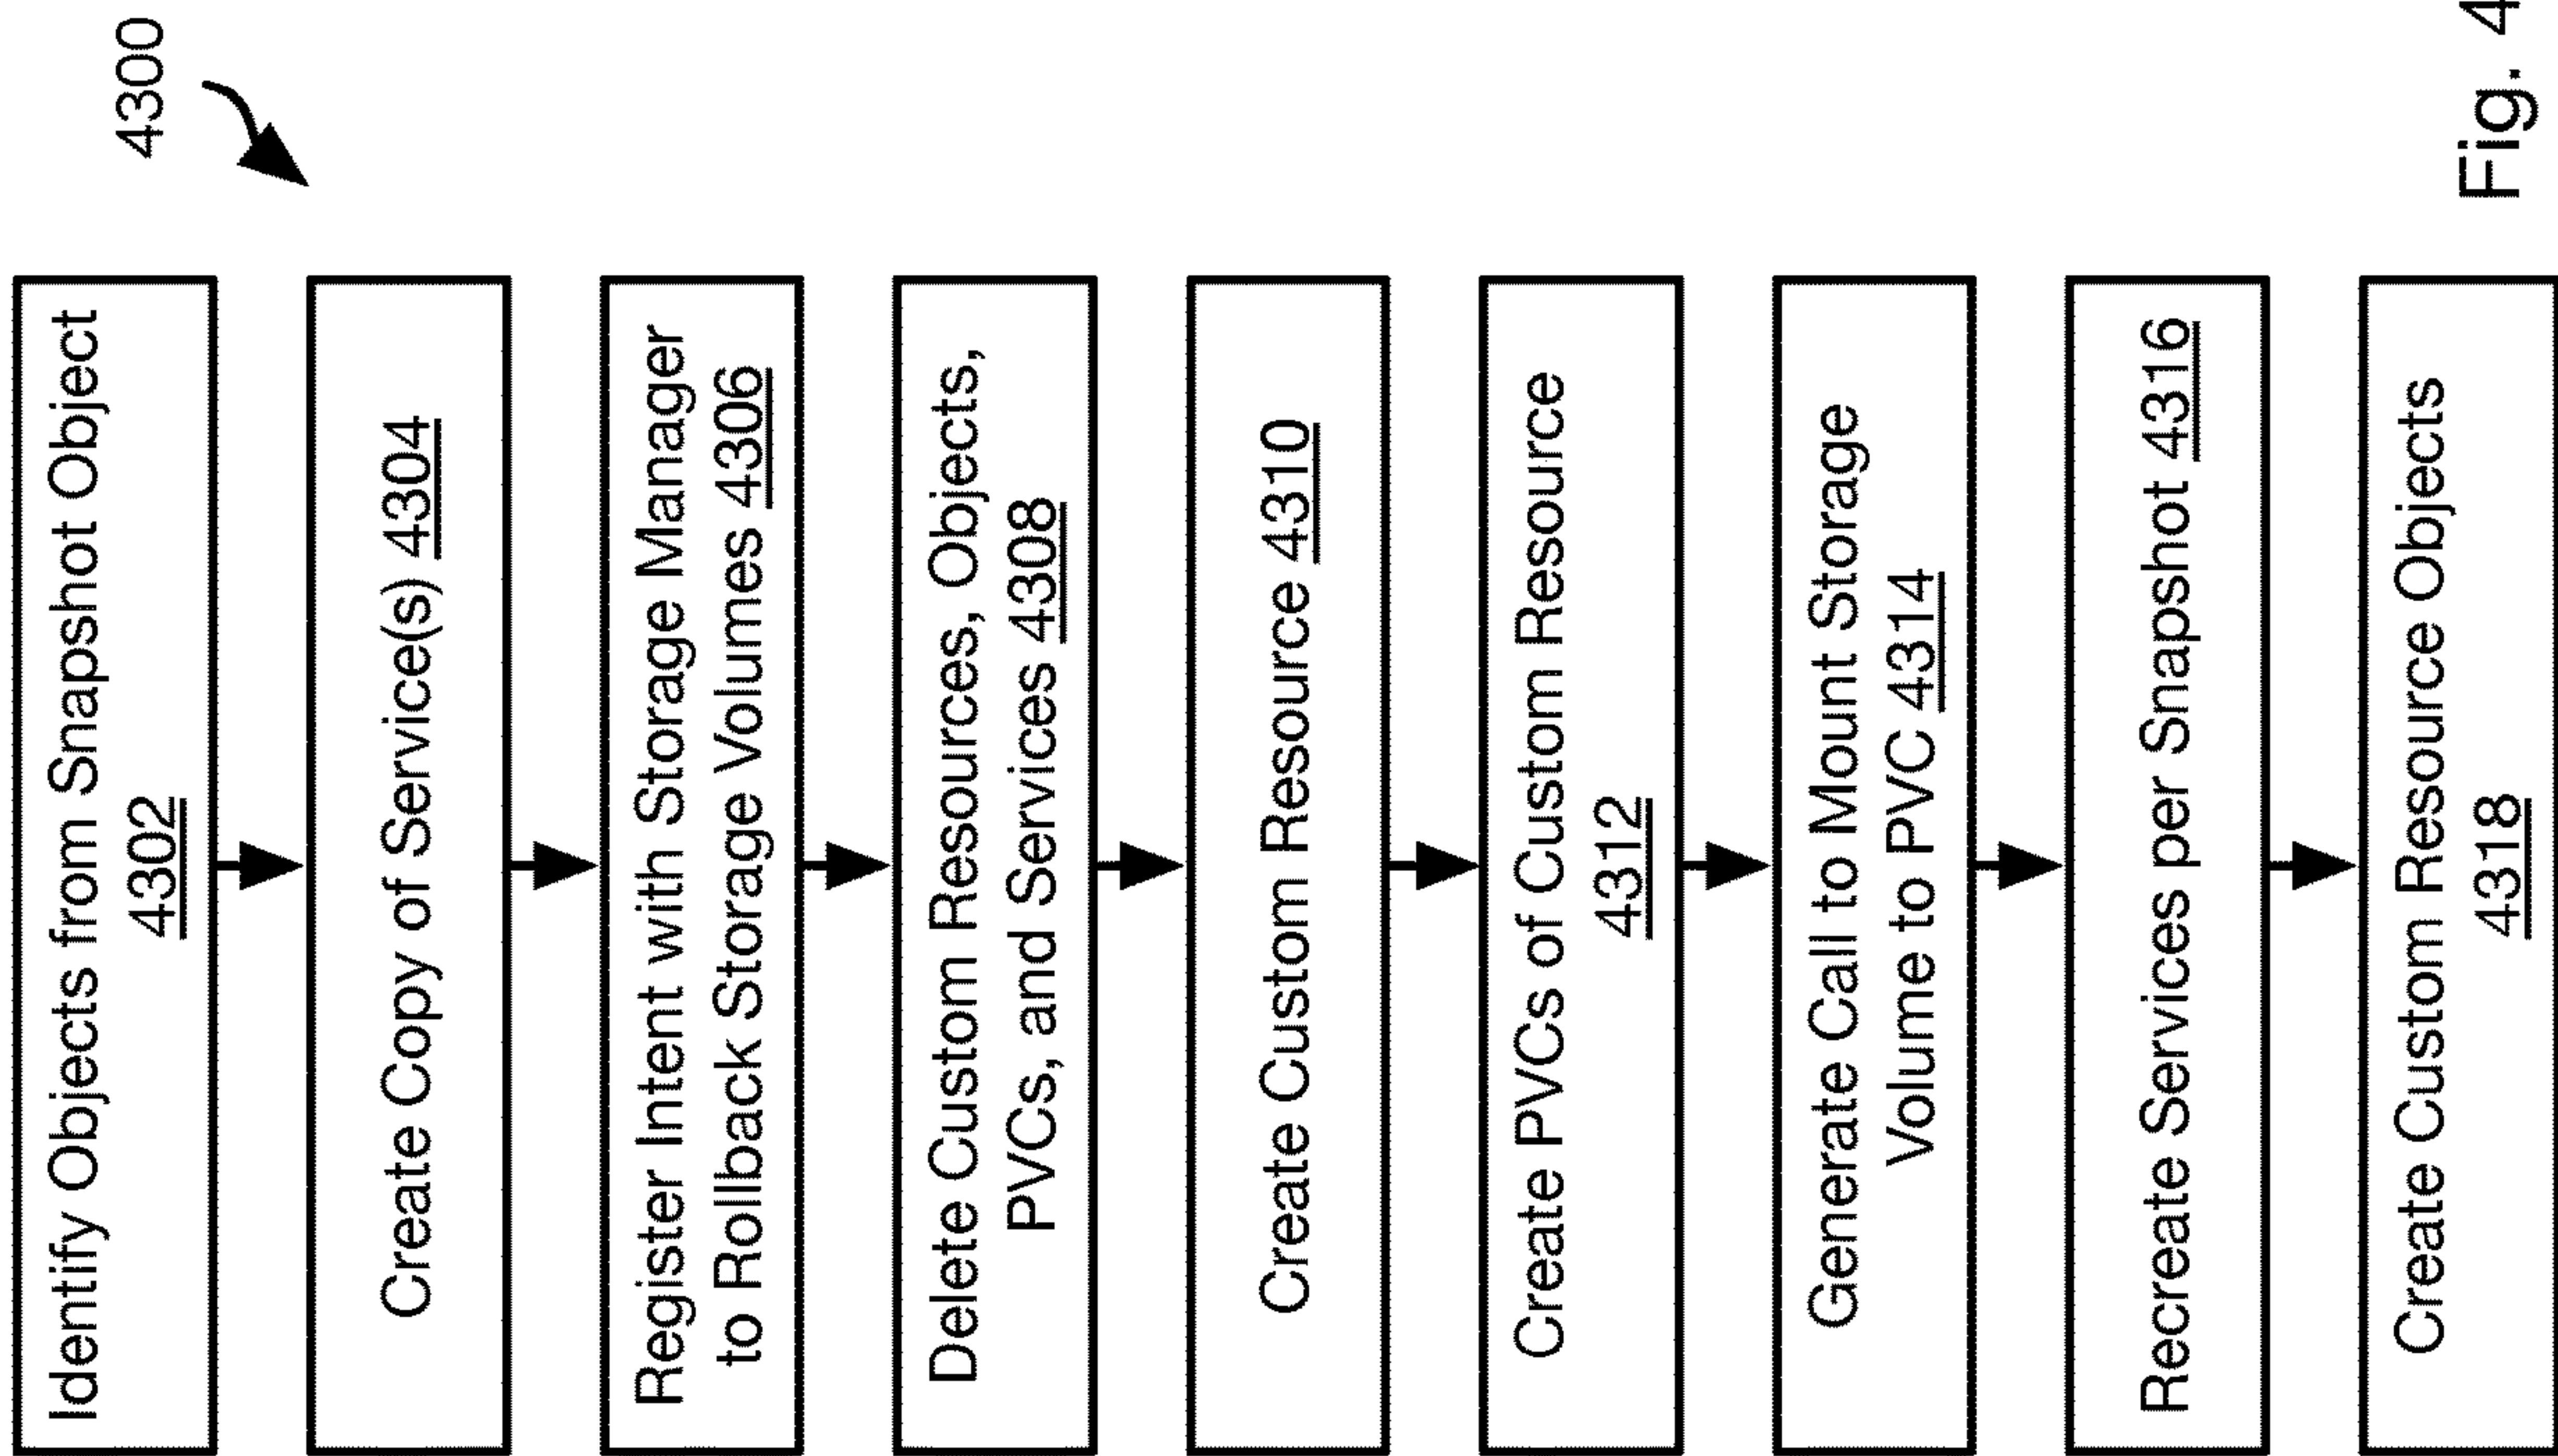 4300
Identify Objects from Snapshot Object
4302
Create Copy of Service(s) 4304
Register Intent with Storage Manager
to Rollback Storage Volumes 4306
Delete Custom Resources, Objects,
PVCs, and Services 4308
Create Custom Resource 4310
Create PVCs of Custom Resource
4312
Generate Call to Mount Storage
Volume to PVC 4314
Recreate Services per Snapshot 4316
Create Custom Resource Objects
4318
Fig. 4